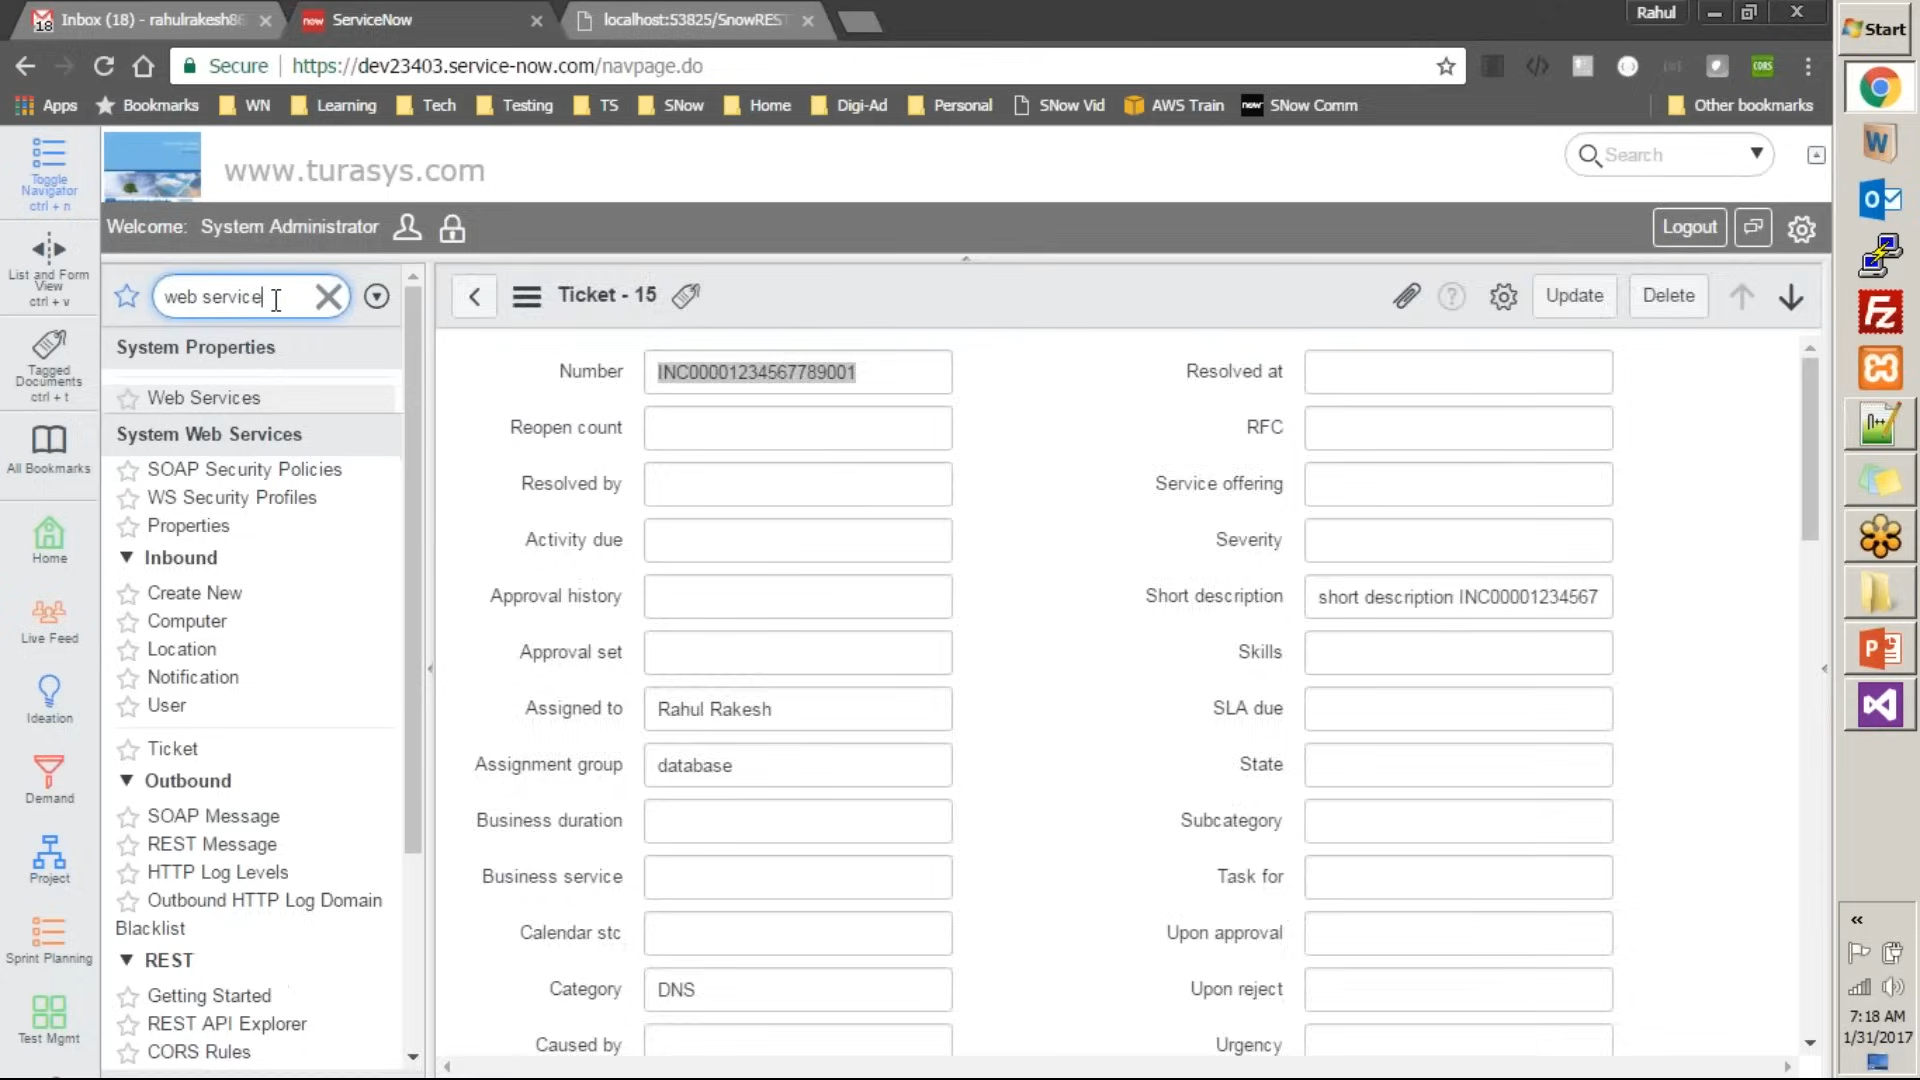 Inbox (18) - rahulrakesh86
ServiceNow
localhost:53825/SnowREST
Rahul
Start
Secure
https://dev23403.service-now.com/navpage.do
CORS
Apps
Bookmarks
WN
Learning
Tech
Testing
TS
SNow
Home
Digi-Ad
Personal
SNow Vid
AWS Train
SNow Comm
Other bookmarks
Toggle
Navigator
ctrl + n
www.turasys.com
Search
Welcome: System Administrator
Logout
List and Form
View
ctrl + v
web service
Ticket - 15
Update
Delete
Tagged
Documents
ctrl + t
All Bookmarks
Home
Live Feed
Ideation
Demand
Project
Sprint Planning
Test Mgmt
System Properties
Web Services
System Web Services
SOAP Security Policies
WS Security Profiles
Properties
Inbound
Create New
Computer
Location
Notification
User
Ticket
Outbound
SOAP Message
REST Message
HTTP Log Levels
Outbound HTTP Log Domain
Blacklist
REST
Getting Started
REST API Explorer
CORS Rules
Number INC00001234567789001
Reopen count
Resolved by
Activity due
Approval history
Approval set
Assigned to Rahul Rakesh
Assignment group database
Business duration
Business service
Calendar stc
Category DNS
Caused by
Resolved at
RFC
Service offering
Severity
Short description short description INC00001234567
Skills
SLA due
State
Subcategory
Task for
Upon approval
Upon reject
Urgency
7:18 AM
1/31/2017